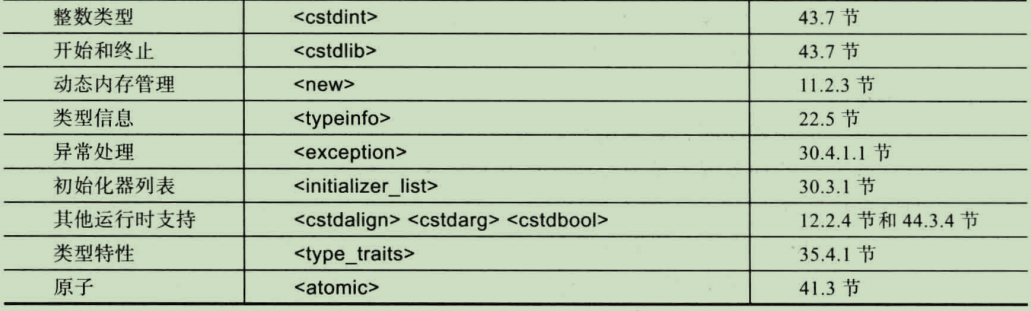 整数类型 <cstdint> 43.7 节
开始和终止 <cstdlib> 43.7 节
动态内存管理 <new> 11.2.3 节
类型信息 <typeinfo> 22.5 节
异常处理 <exception> 30.4.1.1 节
初始化器列表 <initializer_list> 30.3.1 节
其他运行时支持 <cstdalign> <cstdarg> <cstdbool> 12.2.4 节和 44.3.4 节
类型特性 <type_traits> 35.4.1 节
原子 <atomic> 41.3 节